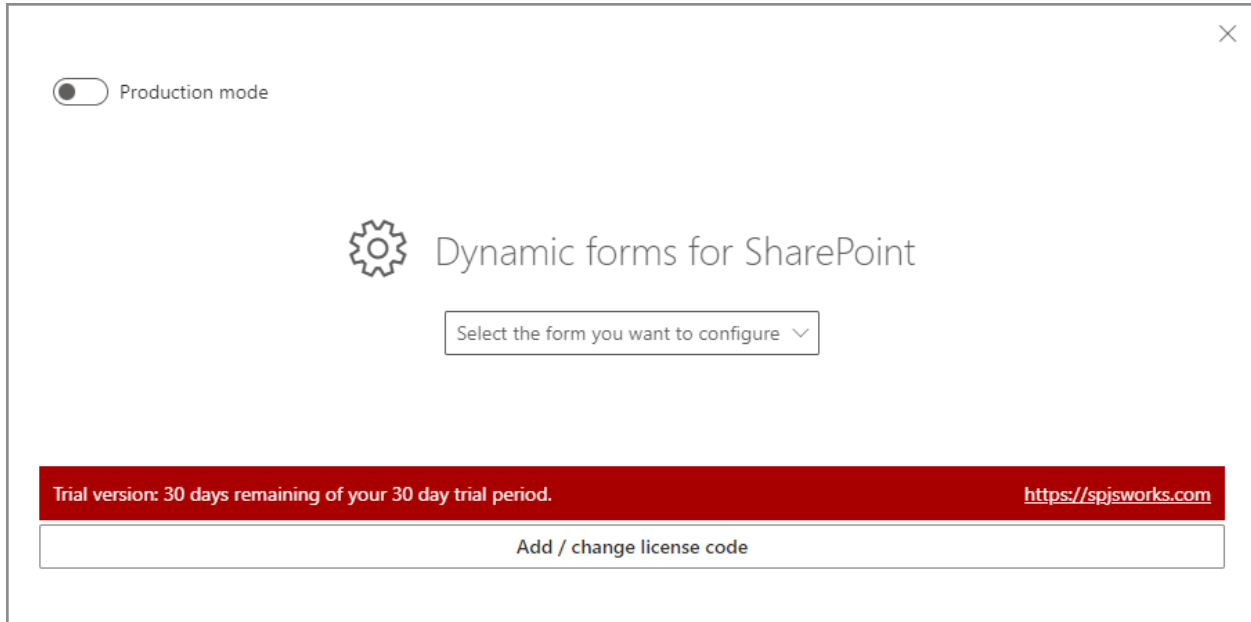 Production mode
Dynamic forms for SharePoint
Select the form you want to configure
Trial version: 30 days remaining of your 30 day trial period.
https://spjsworks.com
Add / change license code